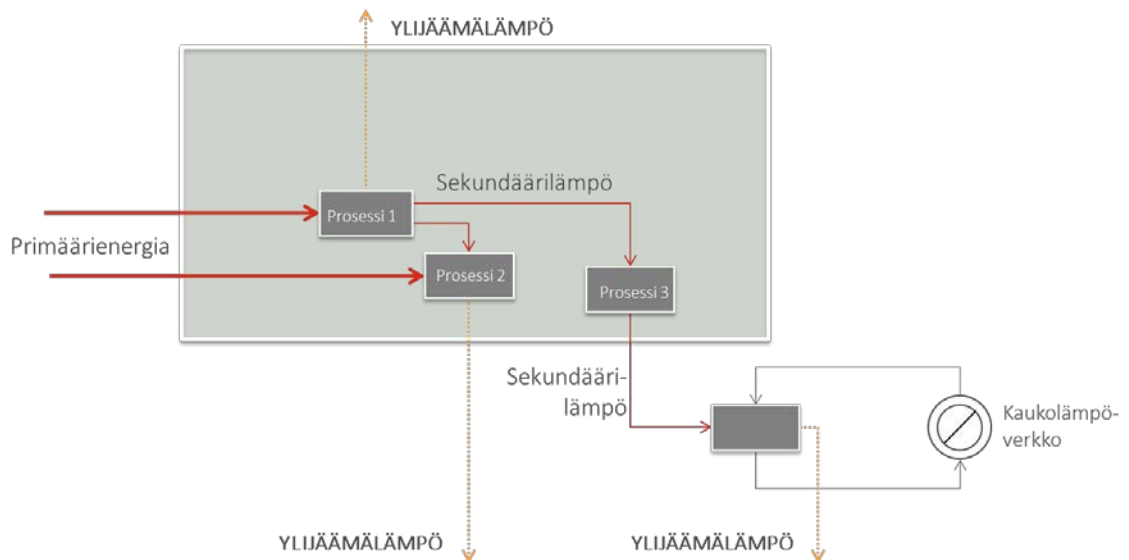 YLIJÄÄMÄLÄMPÖ
Sekundäärilämpö
Prosessi 1
Primäärienergia
Prosessi 2
Prosessi 3
Sekundääri-
lämpö
Kaukolämpö-
verkko
YLIJÄÄMÄLÄMPÖ
YLIJÄÄMÄLÄMPÖ